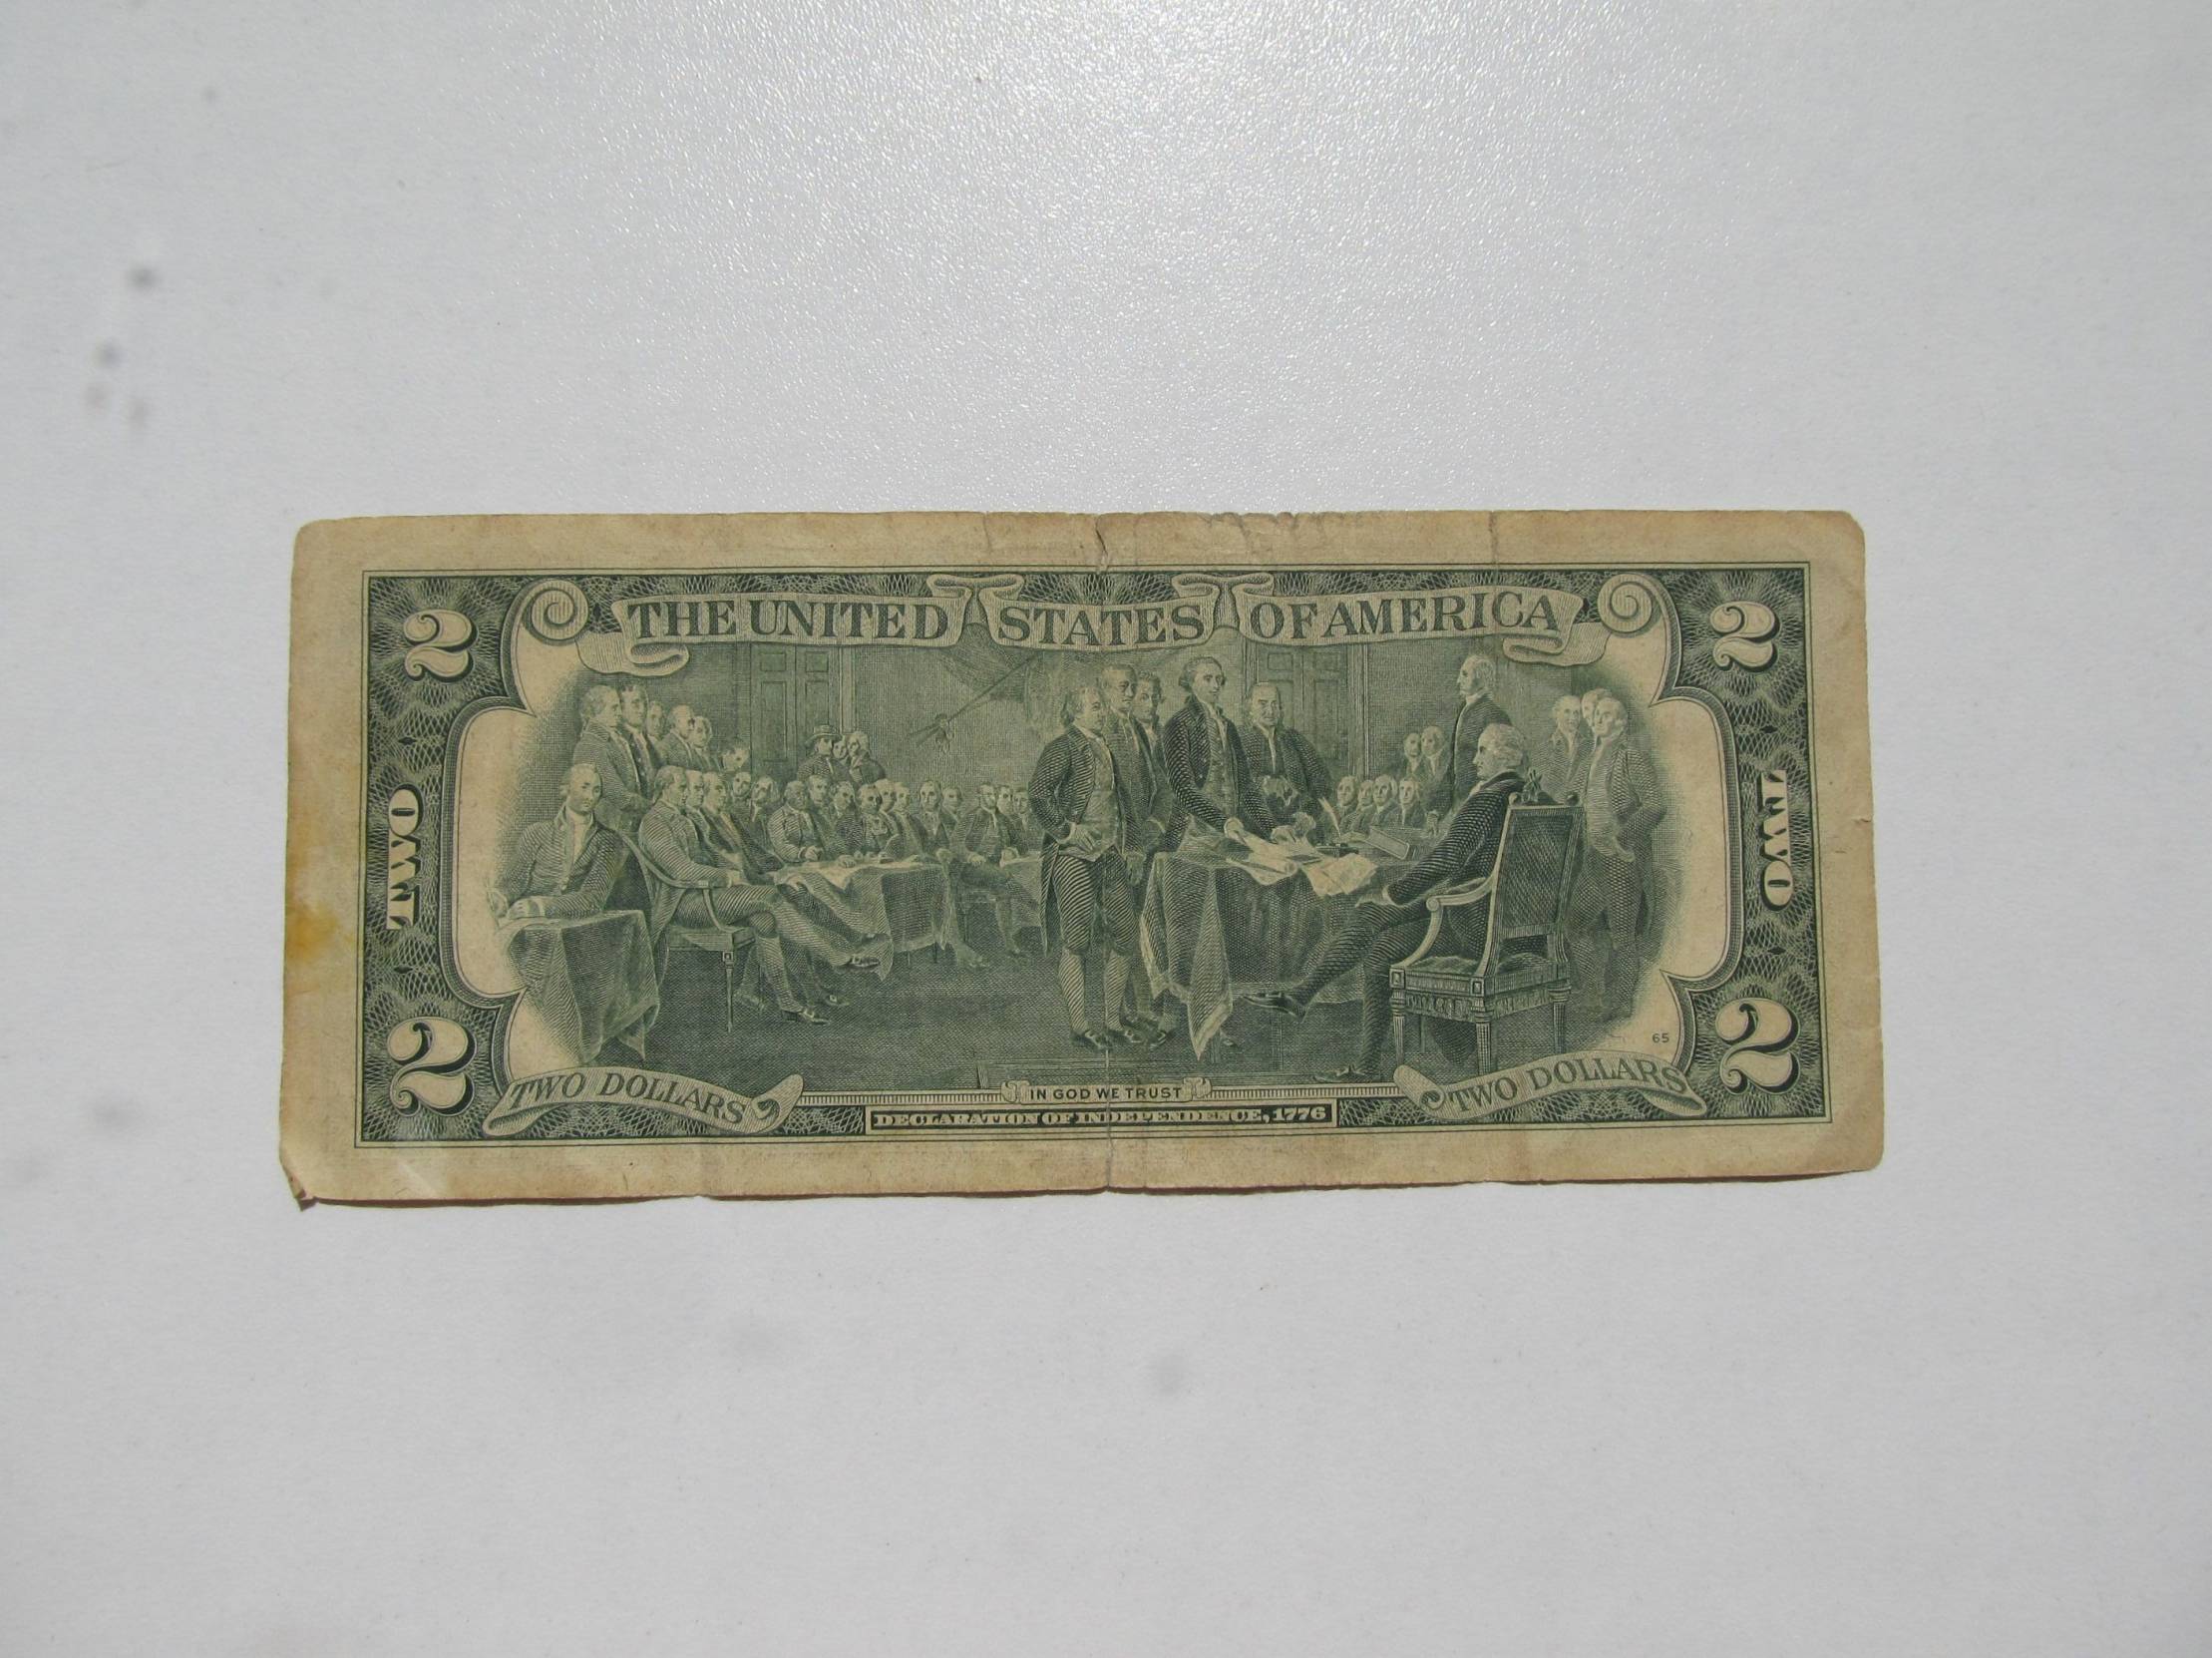 THE UNITED STATES OF AMERICA
2 2
TWO TWO
65
2 2
TWO DOLLARS IN GOD WE TRUST TWO DOLLARS
DECLARATION OF INDEPENDENCE, 1776